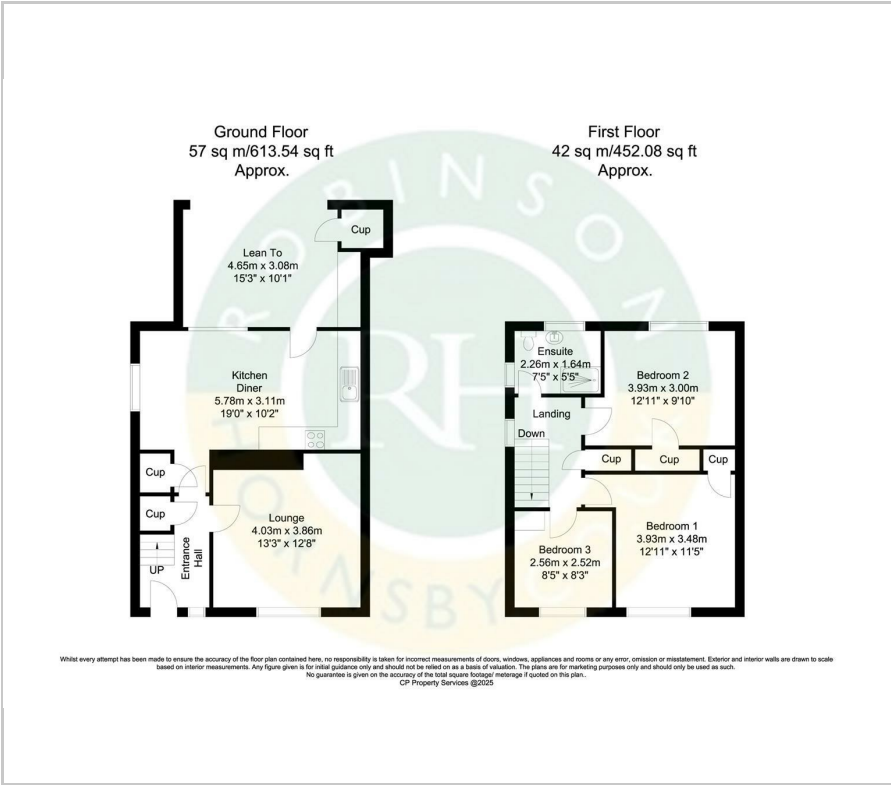 Ground Floor
57 sq m/613.54 sq ft
Approx.
First Floor
42 sq m/452.08 sq ft
Approx.
Cup
Lean To
4.65m x 3.08m
15'3" x 10'1"
Kitchen
Diner
5.78m x 3.11m
19'0" x 10'2"
Cup
Cup
Lounge
4.03m x 3.86m
13'3" x 12'8"
UP
Entrance
Hall
Ensuite
2.26m x 1.64m
7'5" x 5'5"
Bedroom 2
3.93m x 3.00m
12'11" x 9'10"
Landing
Down
Cup
Cup
Cup
Bedroom 1
3.93m x 3.48m
12'11" x 11'5"
Bedroom 3
2.56m x 2.52m
8'5" x 8'3"
ROBINSON
RH
HORNSBY
Whilst every attempt has been made to ensure the accuracy of the floor plan contained here, no responsibility is taken for incorrect measurements of doors, windows, appliances and rooms or any error, omission or misstatement. Exterior and interior walls are drawn to scale
based on interior measurements. Any figure given is for initial guidance only and should not be relied on as a basis of valuation. The plans are for marketing purposes only and should only be used as such.
No guarantee is given on the accuracy of the total square footage/ meterage if quoted on this plan..
CP Property Services @2025